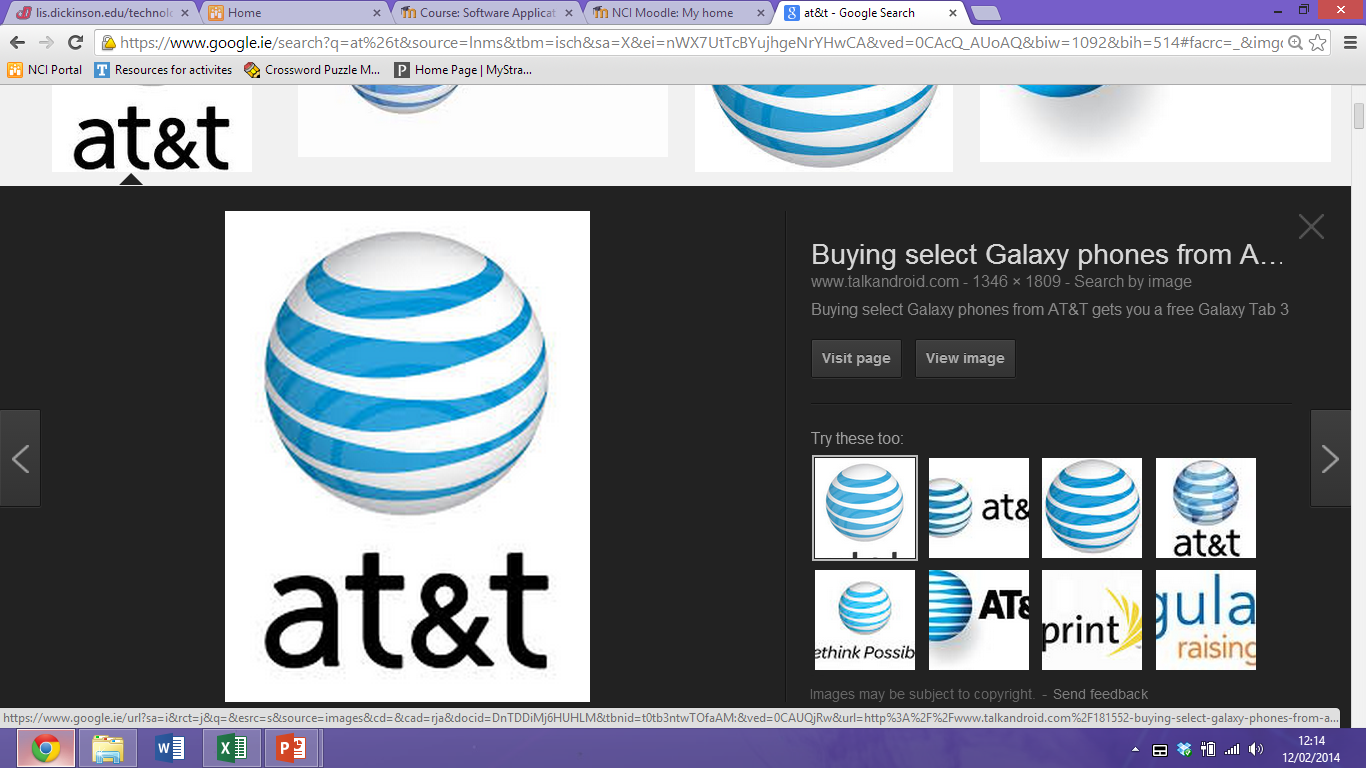 lis.dickinson.edu/technolo
Home
Course: Software Applicat
NCI Moodle: My home
at&t - Google Search
https://www.google.ie/search?q=at%26t&source=lnms&tbm=isch&sa=X&ei=nWX7UtTcBYujhgeNrYHwCA&ved=0CAcQ_AUoAQ&biw=1092&bih=514#facrc=_&imgc
NCI Portal
Resources for activites
Crossword Puzzle M...
Home Page | MyStra...
at&t
Buying select Galaxy phones from A...
www.talkandroid.com - 1346 × 1809 - Search by image
Buying select Galaxy phones from AT&T gets you a free Galaxy Tab 3
Visit page
View image
Try these too:
at&
at&t
ethink Possib
AT&
print
gula
raising
at&t
Images may be subject to copyright. - Send feedback
https://www.google.ie/url?sa=i&rct=j&q=&esrc=s&source=images&cd=&cad=rja&docid=DnTDDiMj6HUHLM&tbnid=t0tb3ntwTOfaAM:&ved=0CAUQjRw&url=http%3A%2F%2Fwww.talkandroid.com%2F181552-buying-select-galaxy-phones-from-a...
12:14
12/02/2014